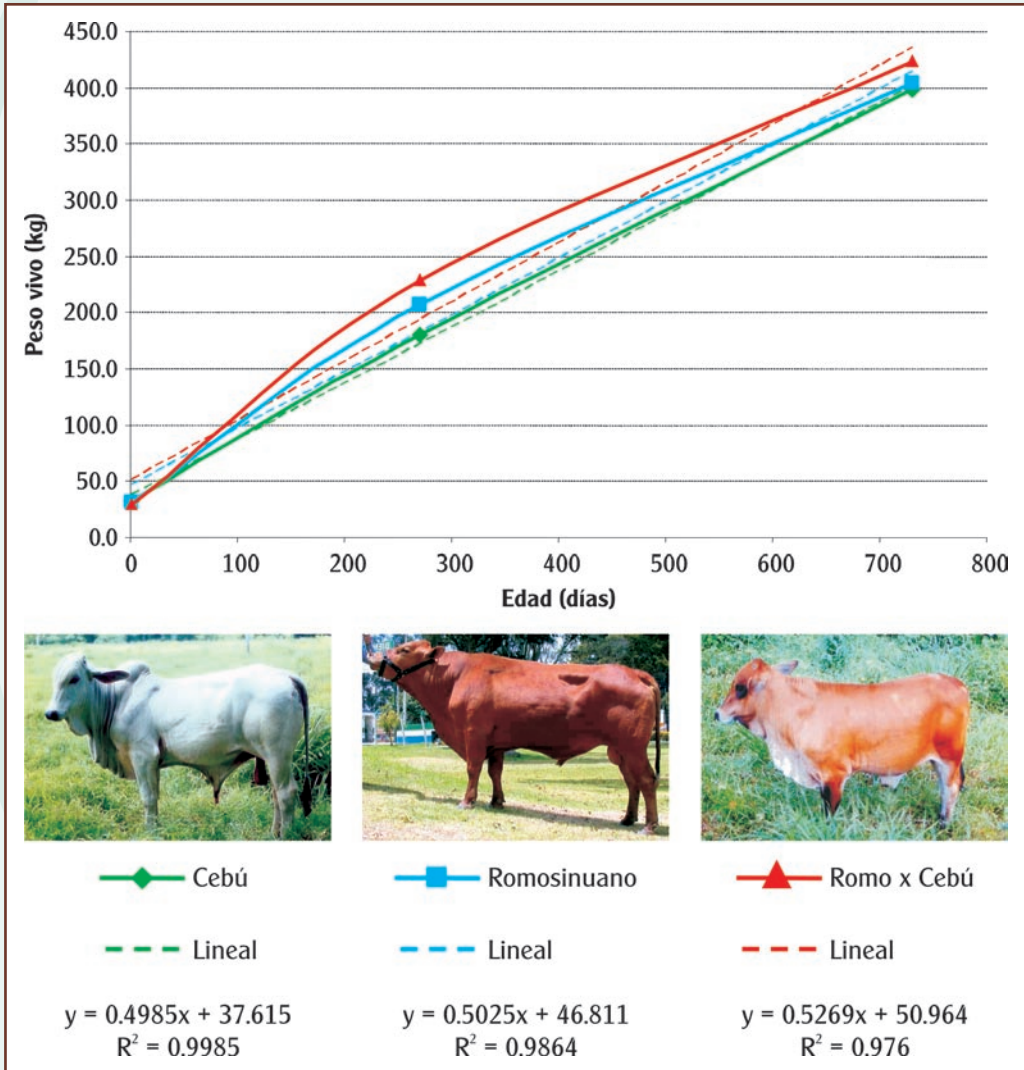 Peso vivo (kg)
450.0
400.0
350.0
300.0
250.0
200.0
150.0
100.0
50.0
0.0
0 100 200 300 400 500 600 700 800
Edad (días)
Cebú Romosinuano Romo x Cebú
Lineal Lineal Lineal
y = 0.4985x + 37.615 y = 0.5025x + 46.811 y = 0.5269x + 50.964
R² = 0.9985 R² = 0.9864 R² = 0.976